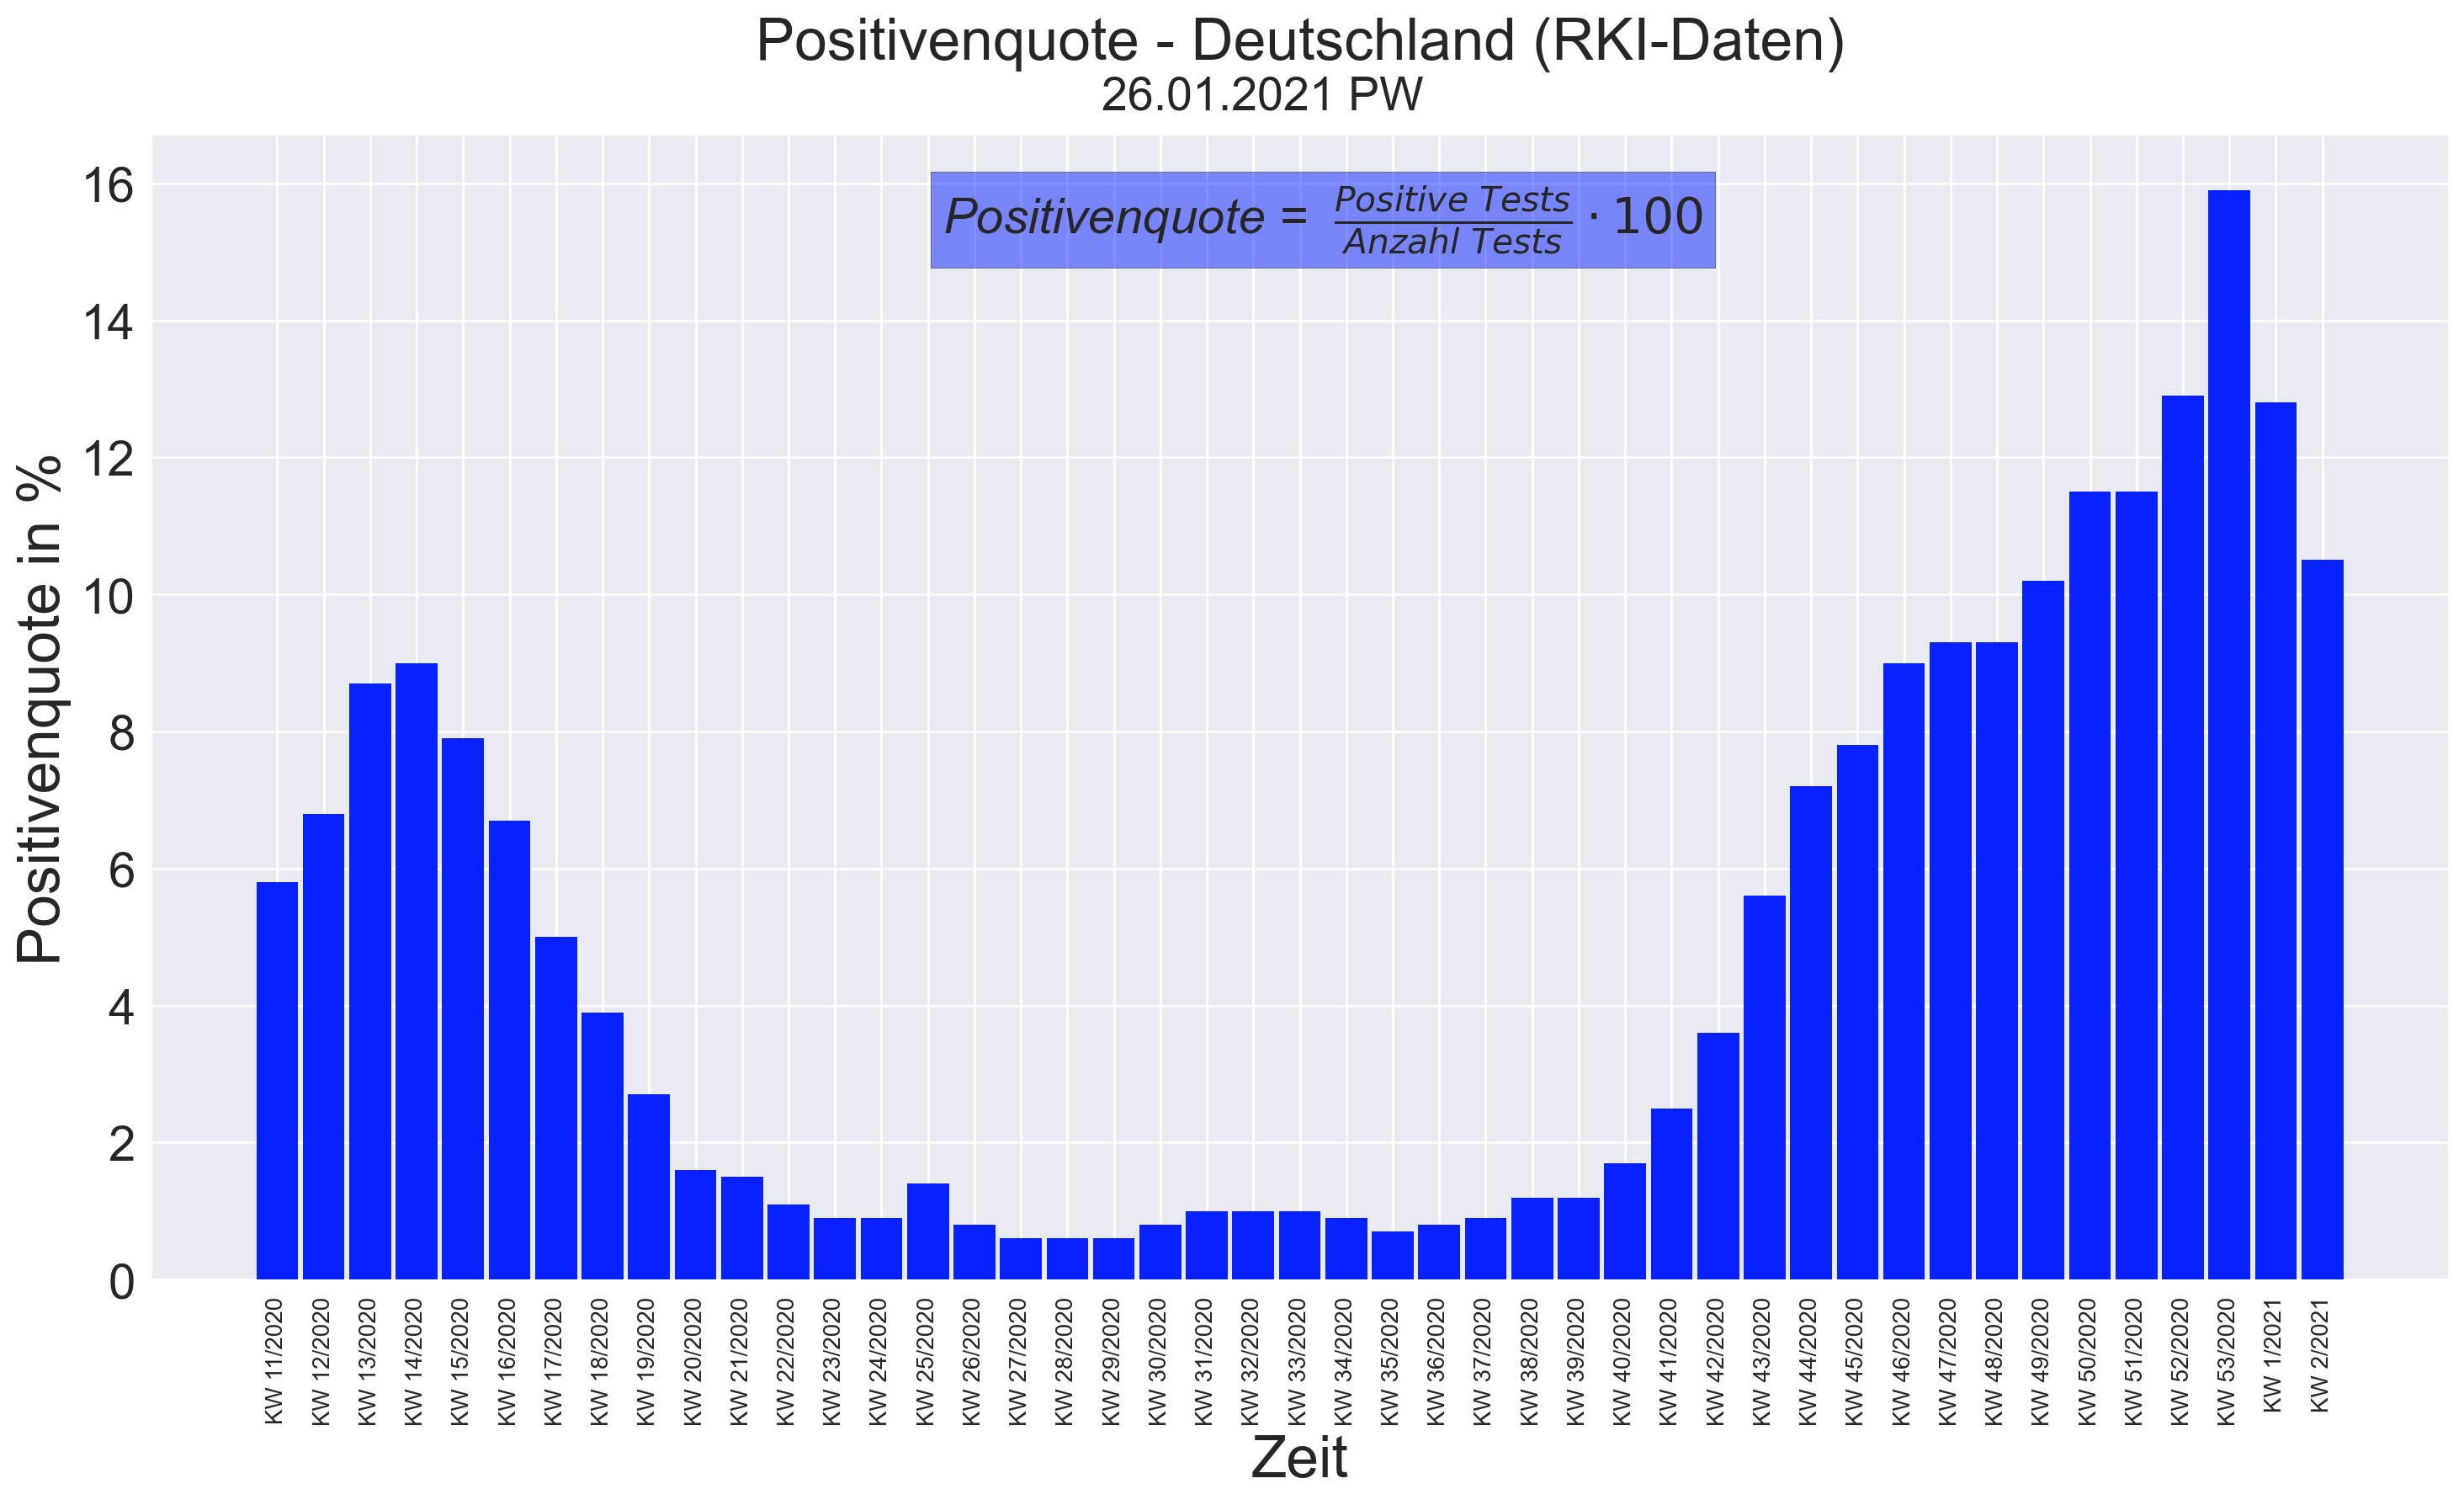 Positivenquote - Deutschland (RKI-Daten)
26.01.2021 PW
Positivenquote = Positive Tests / Anzahl Tests · 100
Positivenquote in %
16
14
12
10
8
6
4
2
0
KW 11/2020
KW 12/2020
KW 13/2020
KW 14/2020
KW 15/2020
KW 16/2020
KW 17/2020
KW 18/2020
KW 19/2020
KW 20/2020
KW 21/2020
KW 22/2020
KW 23/2020
KW 24/2020
KW 25/2020
KW 26/2020
KW 27/2020
KW 28/2020
KW 29/2020
KW 30/2020
KW 31/2020
KW 32/2020
KW 33/2020
KW 34/2020
KW 35/2020
KW 36/2020
KW 37/2020
KW 38/2020
KW 39/2020
KW 40/2020
KW 41/2020
KW 42/2020
KW 43/2020
KW 44/2020
KW 45/2020
KW 46/2020
KW 47/2020
KW 48/2020
KW 49/2020
KW 50/2020
KW 51/2020
KW 52/2020
KW 53/2020
KW 1/2021
KW 2/2021
Zeit